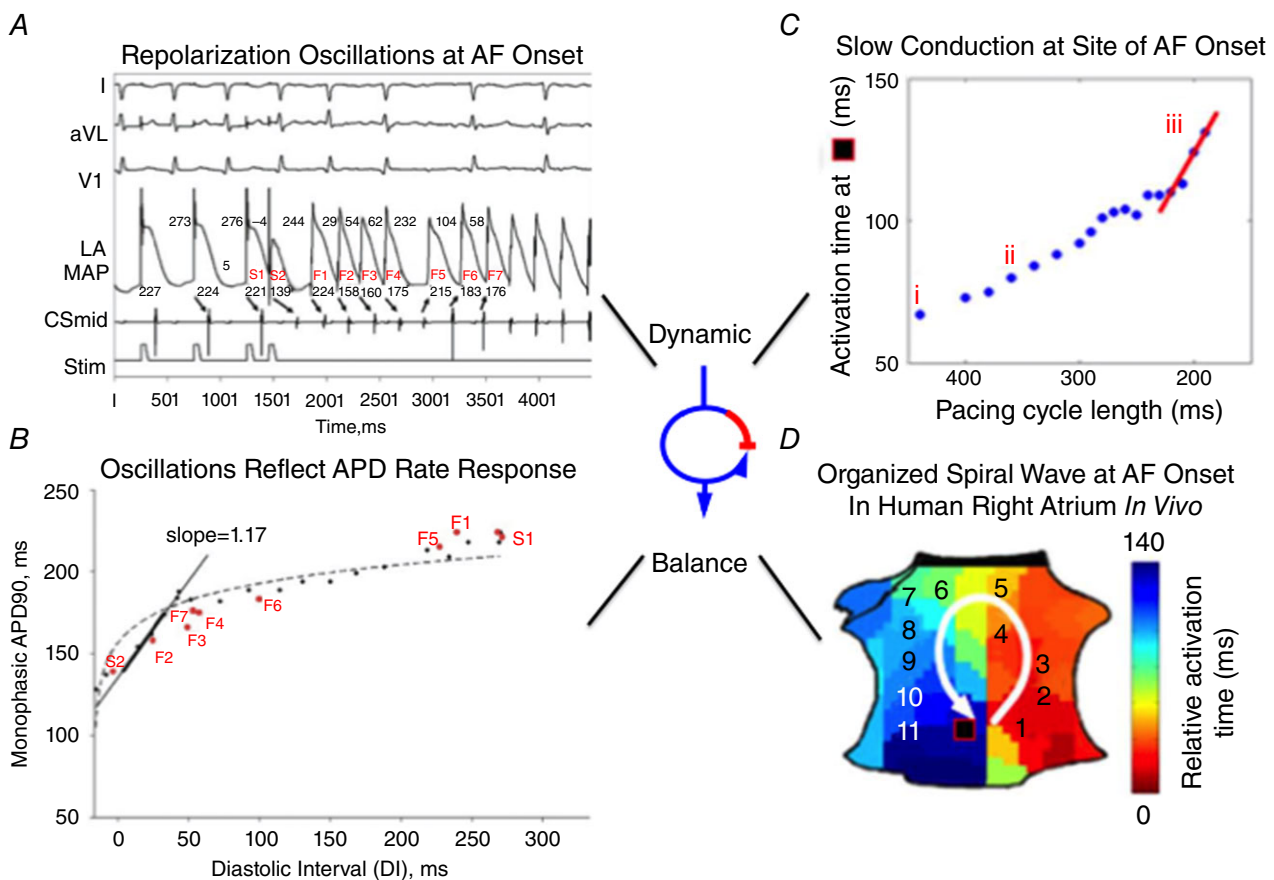 A
Repolarization Oscillations at AF Onset
I
aVL
V1
273 276 –4 244 29 54 62 232 104 58
LA
MAP
5
S1 S2 F1 F2 F3 F4 F5 F6 F7
227 224 221 139 224 158 160 175 215 183 176
CSmid
Stim
I 501 1001 1501 2001 2501 3001 3501 4001
Time,ms
B
Oscillations Reflect APD Rate Response
Monophasic APD90, ms
250
200
150
100
50
slope=1.17
S2 F2 F7 F3 F4 F6 F5 F1 S1
0 50 100 150 200 250 300
Diastolic Interval (DI), ms
Dynamic
Balance
C
Slow Conduction at Site of AF Onset
Activation time at (ms)
150
100
50
i
ii
iii
400 300 200
Pacing cycle length (ms)
D
Organized Spiral Wave at AF Onset
In Human Right Atrium In Vivo
1
2
3
4
5
6
7
8
9
10
11
140
0
Relative activation
time (ms)